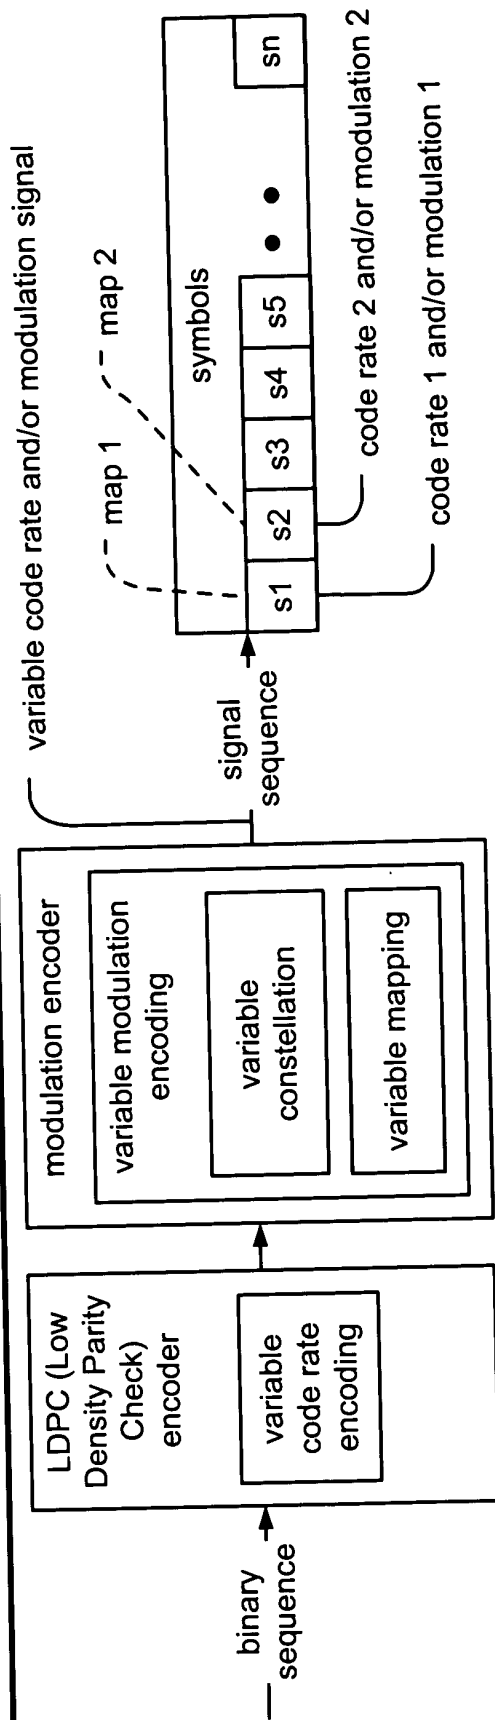 binary
sequence
LDPC (Low
Density Parity
Check)
encoder
variable
code rate
encoding
modulation encoder
variable modulation
encoding
variable
constellation
variable mapping
variable code rate and/or modulation signal
signal
sequence
map 1
map 2
symbols
s1
s2
s3
s4
s5
sn
code rate 2 and/or modulation 2
code rate 1 and/or modulation 1